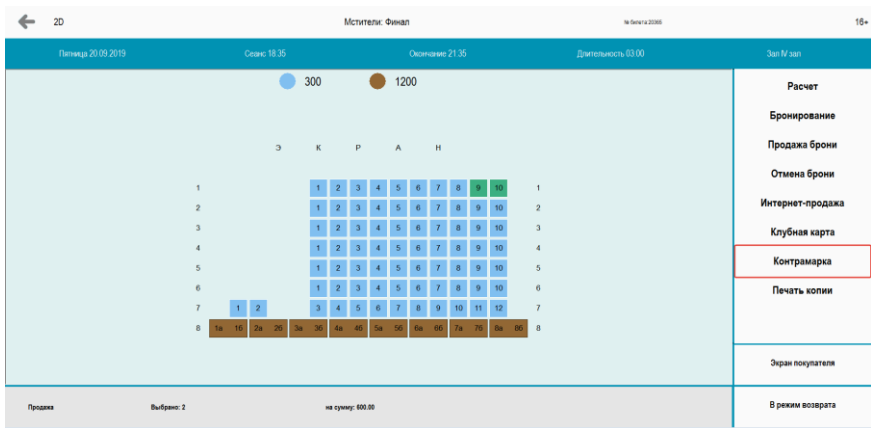 2D Мстители: Финал № билета 20365 16+
Пятница 20.09.2019 Сеанс 18:35 Окончание 21:35 Длительность 03:00 Зал IV зал
300 1200
Э К Р А Н
1 1 2 3 4 5 6 7 8 9 10 1
2 1 2 3 4 5 6 7 8 9 10 2
3 1 2 3 4 5 6 7 8 9 10 3
4 1 2 3 4 5 6 7 8 9 10 4
5 1 2 3 4 5 6 7 8 9 10 5
6 1 2 3 4 5 6 7 8 9 10 6
7 1 2 3 4 5 6 7 8 9 10 11 12 7
8 1а 1б 2а 2б 3а 3б 4а 4б 5а 5б 6а 6б 7а 7б 8а 8б 8
Расчет
Бронирование
Продажа брони
Отмена брони
Интернет-продажа
Клубная карта
Контрамарка
Печать копии
Экран покупателя
Продажа Выбрано: 2 на сумму: 600.00
В режим возврата